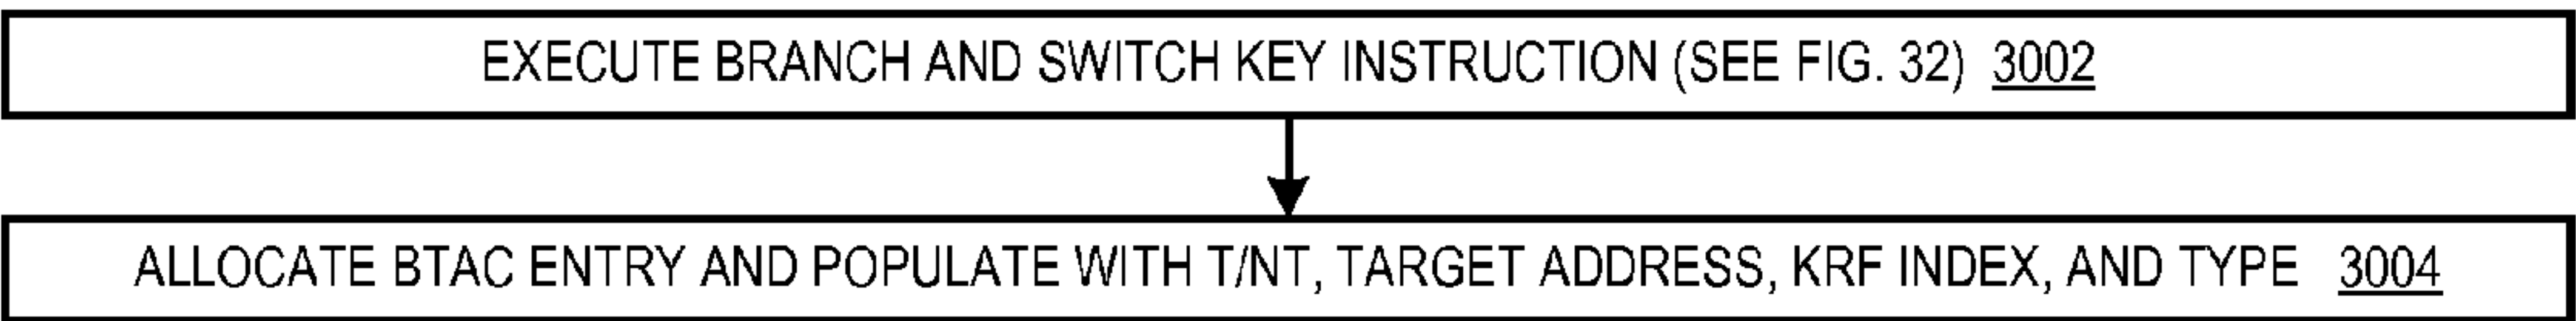 EXECUTE BRANCH AND SWITCH KEY INSTRUCTION (SEE FIG. 32) 3002
ALLOCATE BTAC ENTRY AND POPULATE WITH T/NT, TARGET ADDRESS, KRF INDEX, AND TYPE 3004